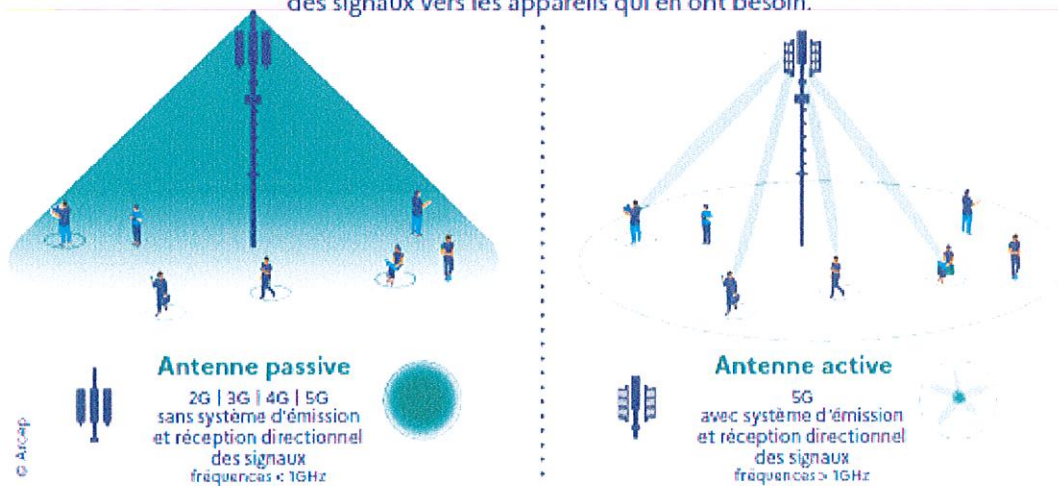 des signaux vers les appareils qui en ont besoin.
Antenne passive
2G | 3G | 4G | 5G
sans système d'émission
et réception directionnel
des signaux
fréquences < 1GHz
© Arcep
Antenne active
5G
avec système d'émission
et réception directionnel
des signaux
fréquences > 1GHz